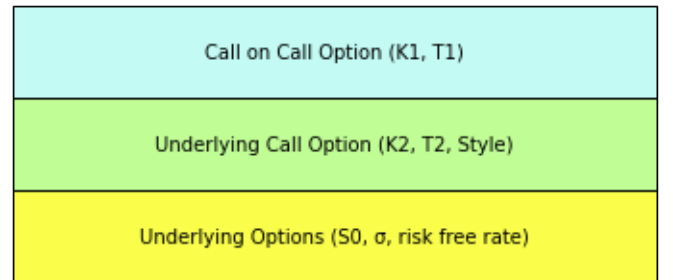 Call on Call Option (K1, T1)
Underlying Call Option (K2, T2, Style)
Underlying Options (S0, σ, risk free rate)